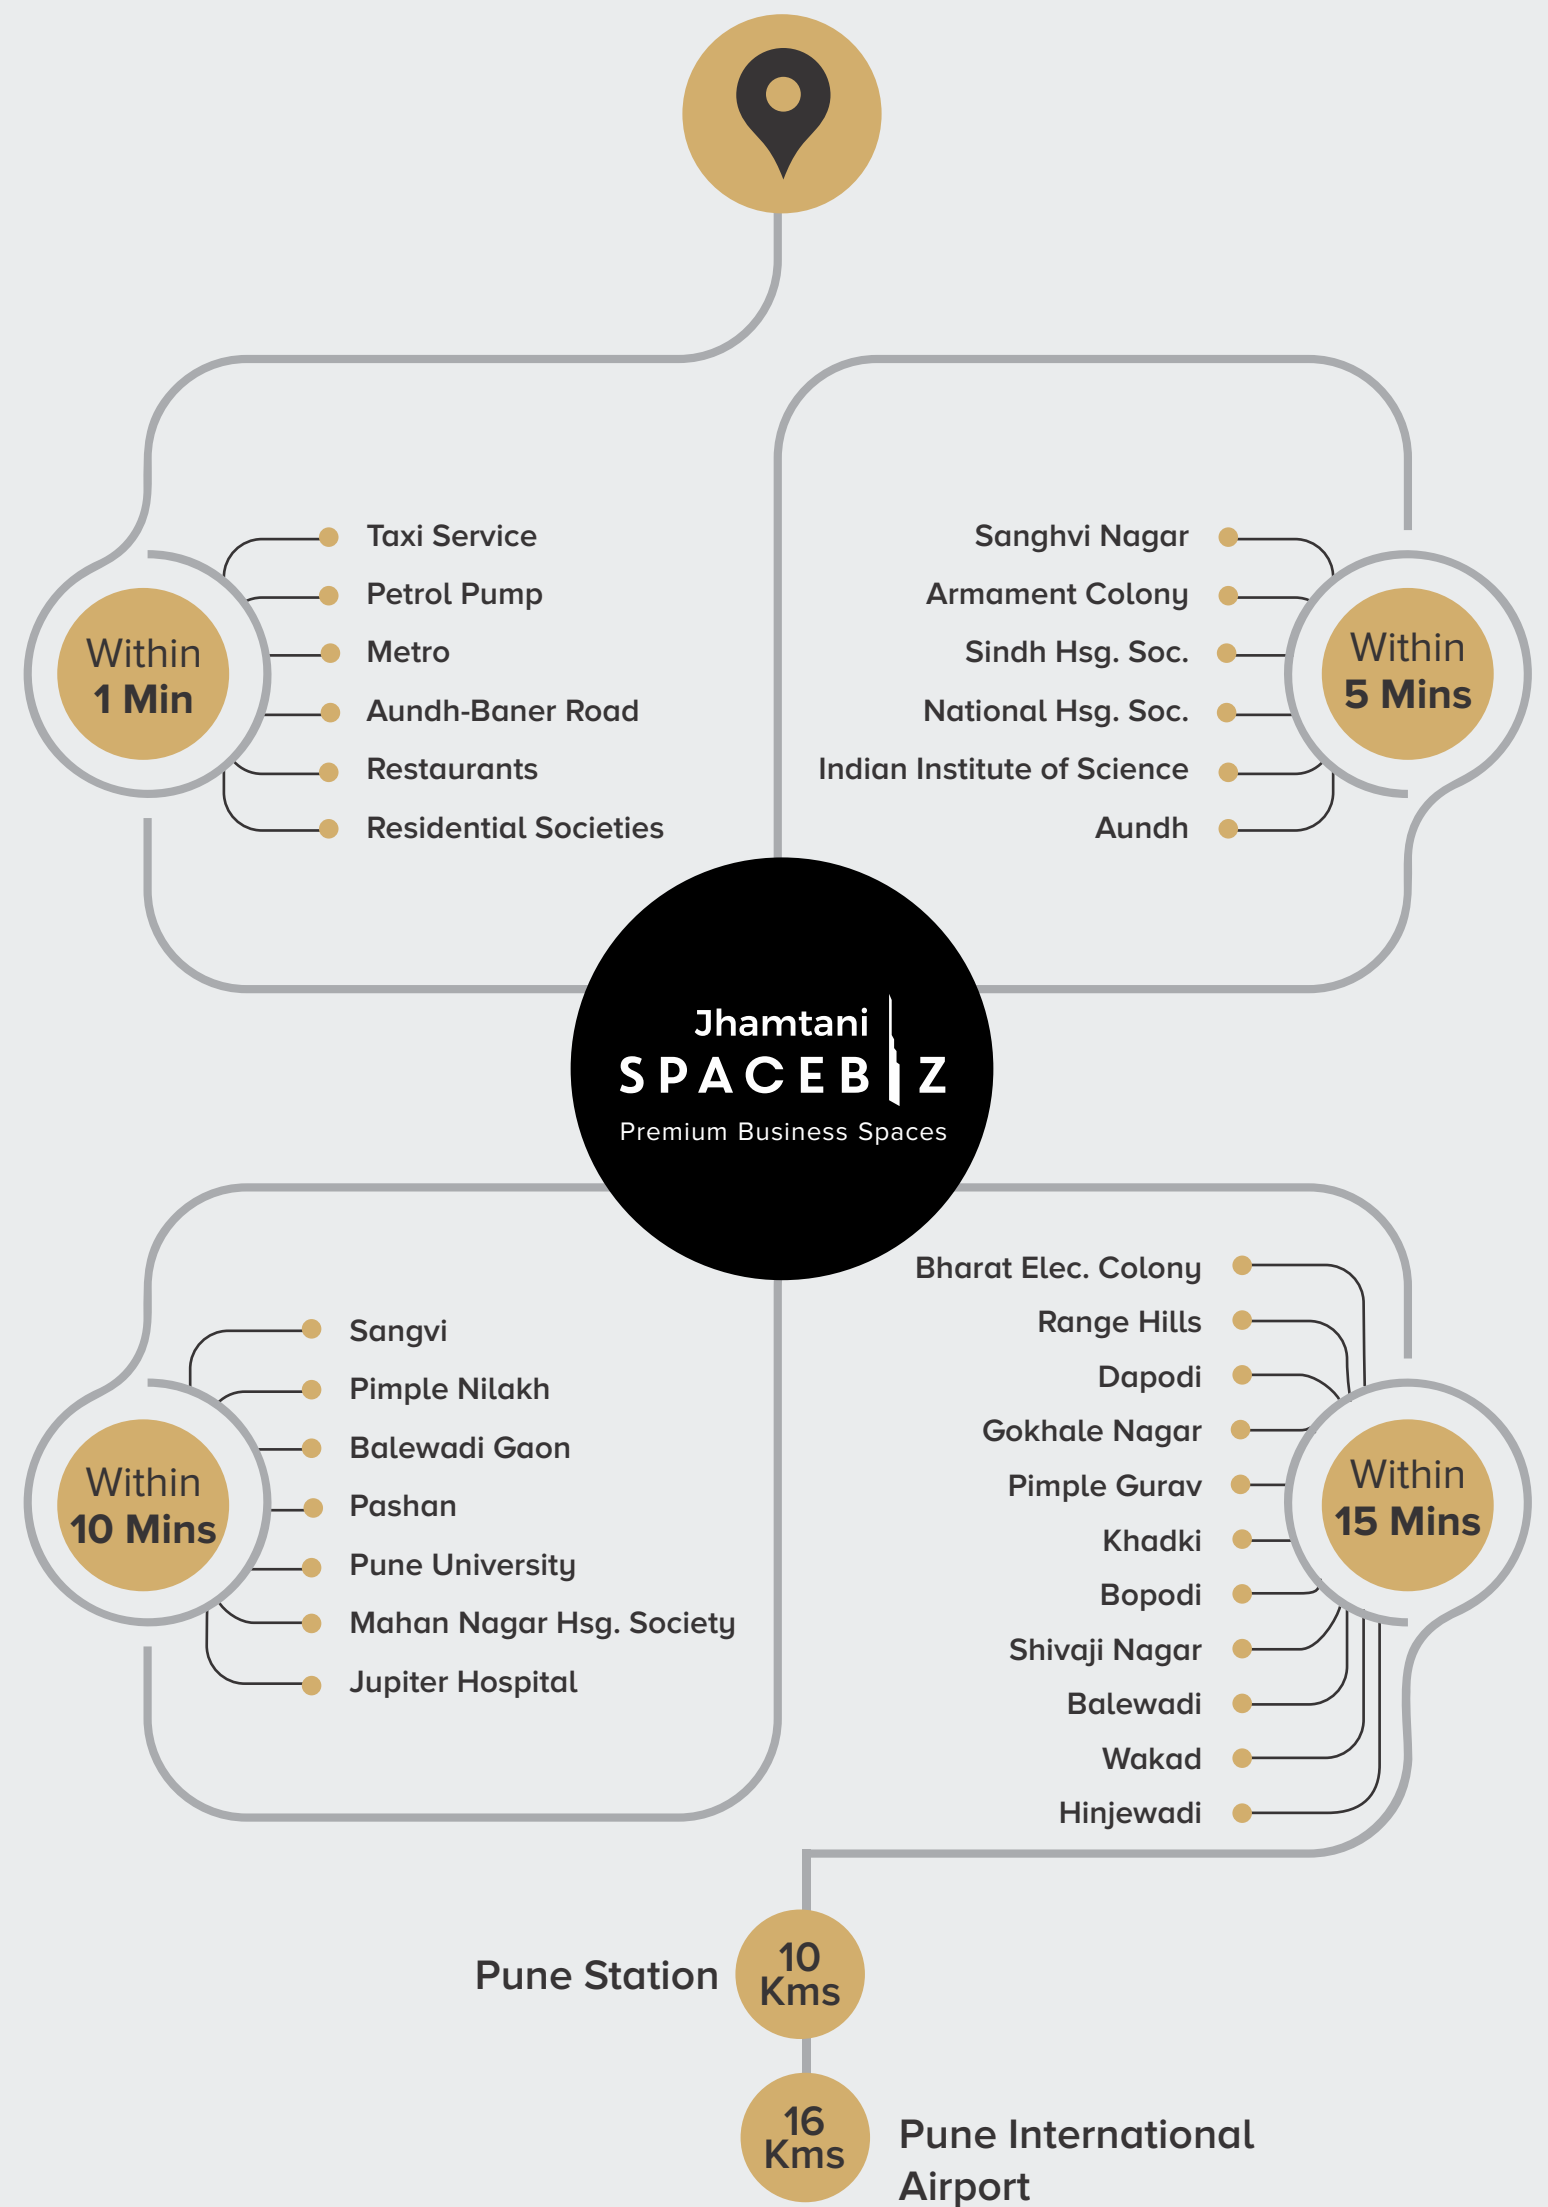 Within
1 Min
Taxi Service
Petrol Pump
Metro
Aundh-Baner Road
Restaurants
Residential Societies
Within
5 Mins
Sanghvi Nagar
Armament Colony
Sindh Hsg. Soc.
National Hsg. Soc.
Indian Institute of Science
Aundh
Jhamtani
SPACEBIZ
Premium Business Spaces
Within
10 Mins
Sangvi
Pimple Nilakh
Balewadi Gaon
Pashan
Pune University
Mahan Nagar Hsg. Society
Jupiter Hospital
Within
15 Mins
Bharat Elec. Colony
Range Hills
Dapodi
Gokhale Nagar
Pimple Gurav
Khadki
Bopodi
Shivaji Nagar
Balewadi
Wakad
Hinjewadi
Pune Station
10
Kms
16
Kms
Pune International
Airport